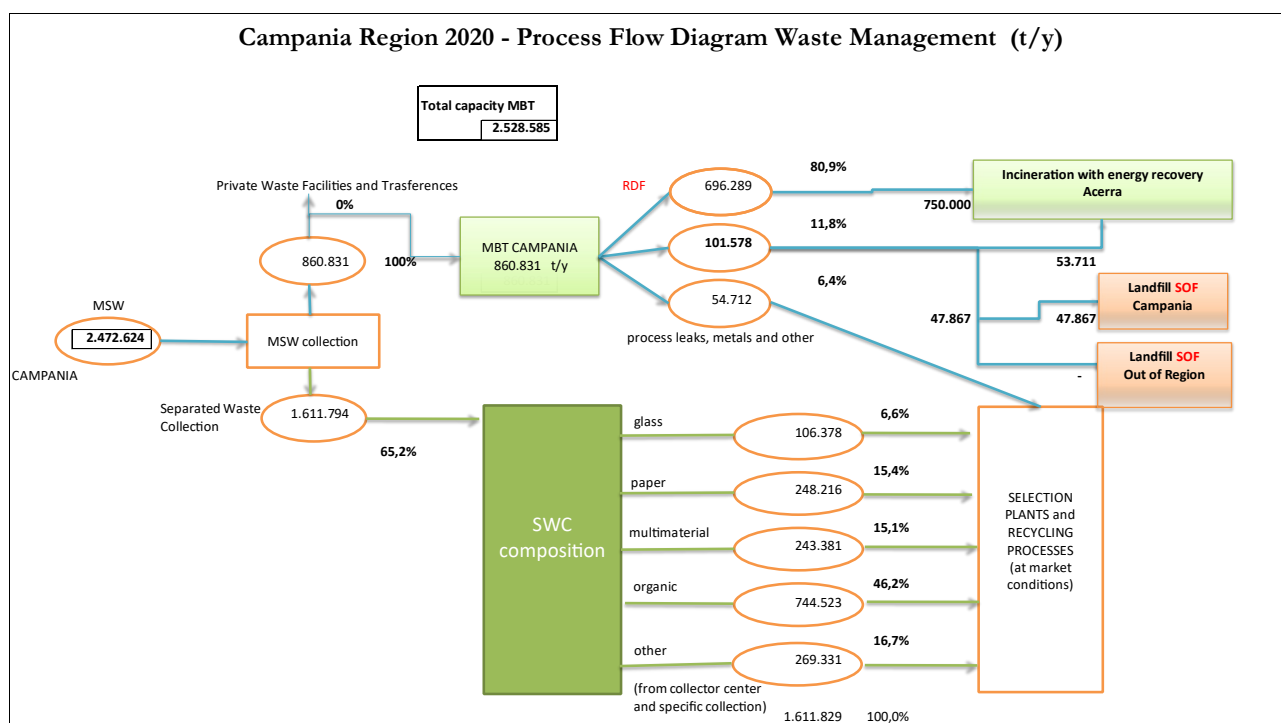 Campania Region 2020 - Process Flow Diagram Waste Management (t/y)
Total capacity MBT
2.528.585
Private Waste Facilities and Trasferences
0%
RDF
696.289
80,9%
Incineration with energy recovery
Acerra
750.000
11,8%
860.831
100%
MBT CAMPANIA
860.831 t/y
101.578
53.711
6,4%
54.712
process leaks, metals and other
47.867
47.867
Landfill SOF
Campania
Landfill SOF
Out of Region
-
MSW
2.472.624
CAMPANIA
MSW collection
Separated Waste
Collection
1.611.794
65,2%
SWC
composition
glass
106.378
6,6%
paper
248.216
15,4%
multimaterial
243.381
15,1%
organic
744.523
46,2%
other
269.331
16,7%
(from collector center
and specific collection)
1.611.829
100,0%
SELECTION
PLANTS and
RECYCLING
PROCESSES
(at market
conditions)